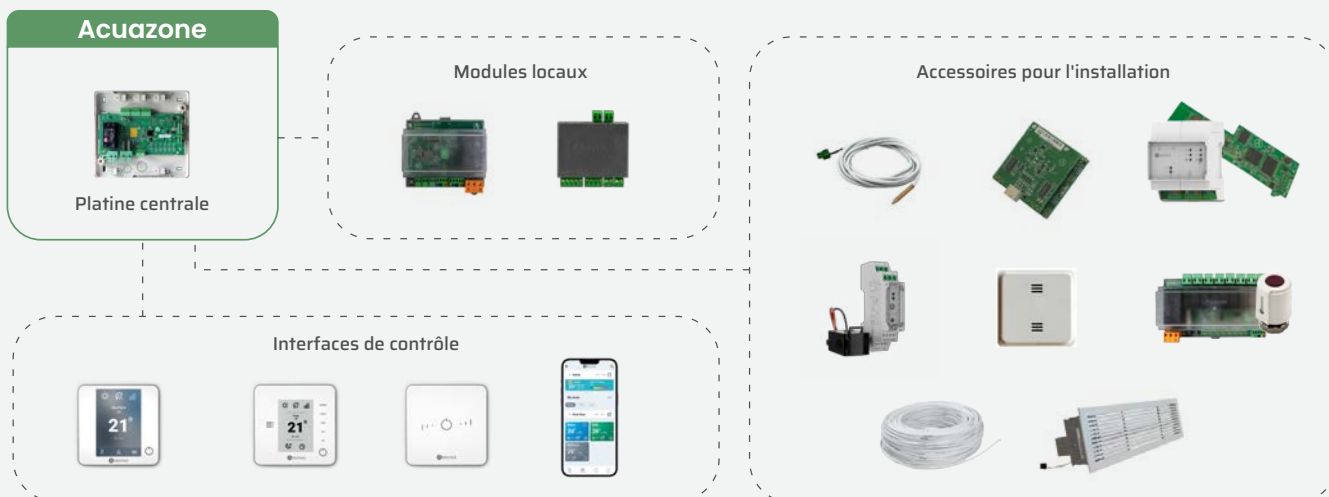 Acuazone
Platine centrale
Modules locaux
Accessoires pour l'installation
Interfaces de contrôle
21°
21°